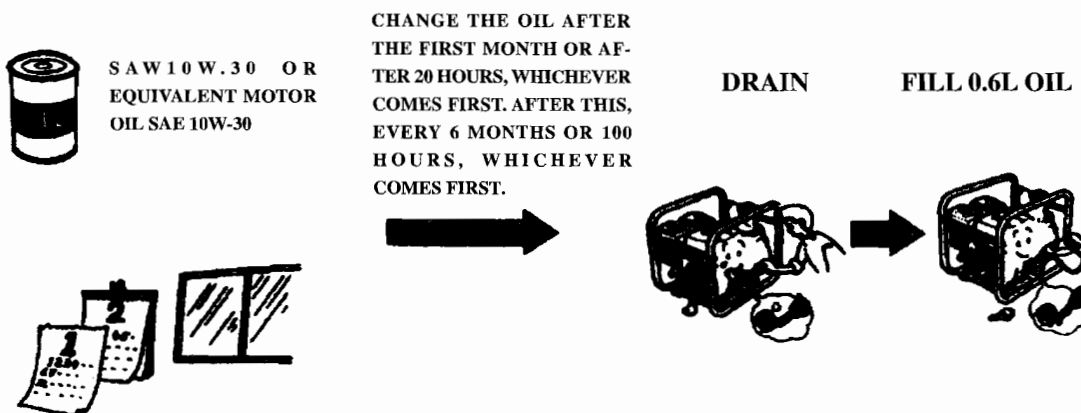 SAW10W.30 OR
EQUIVALENT MOTOR
OIL SAE 10W-30
CHANGE THE OIL AFTER
THE FIRST MONTH OR AF-
TER 20 HOURS, WHICHEVER
COMES FIRST. AFTER THIS,
EVERY 6 MONTHS OR 100
HOURS, WHICHEVER
COMES FIRST.
DRAIN
FILL 0.6L OIL
2
1